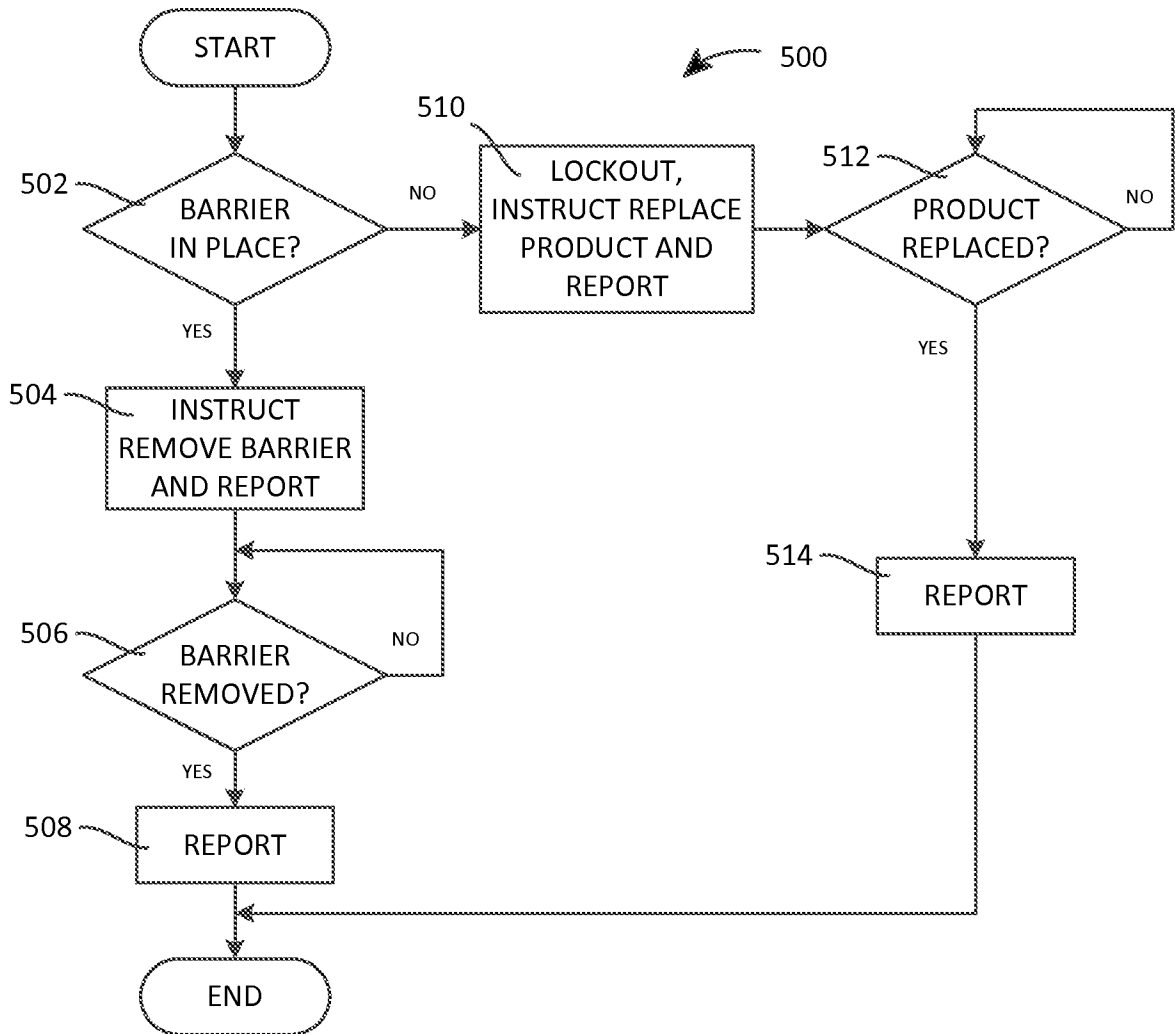 START
500
510
502
BARRIER
IN PLACE?
NO
LOCKOUT,
INSTRUCT REPLACE
PRODUCT AND
REPORT
512
PRODUCT
REPLACED?
NO
YES
YES
504
INSTRUCT
REMOVE BARRIER
AND REPORT
506
BARRIER
REMOVED?
NO
514
REPORT
YES
508
REPORT
END